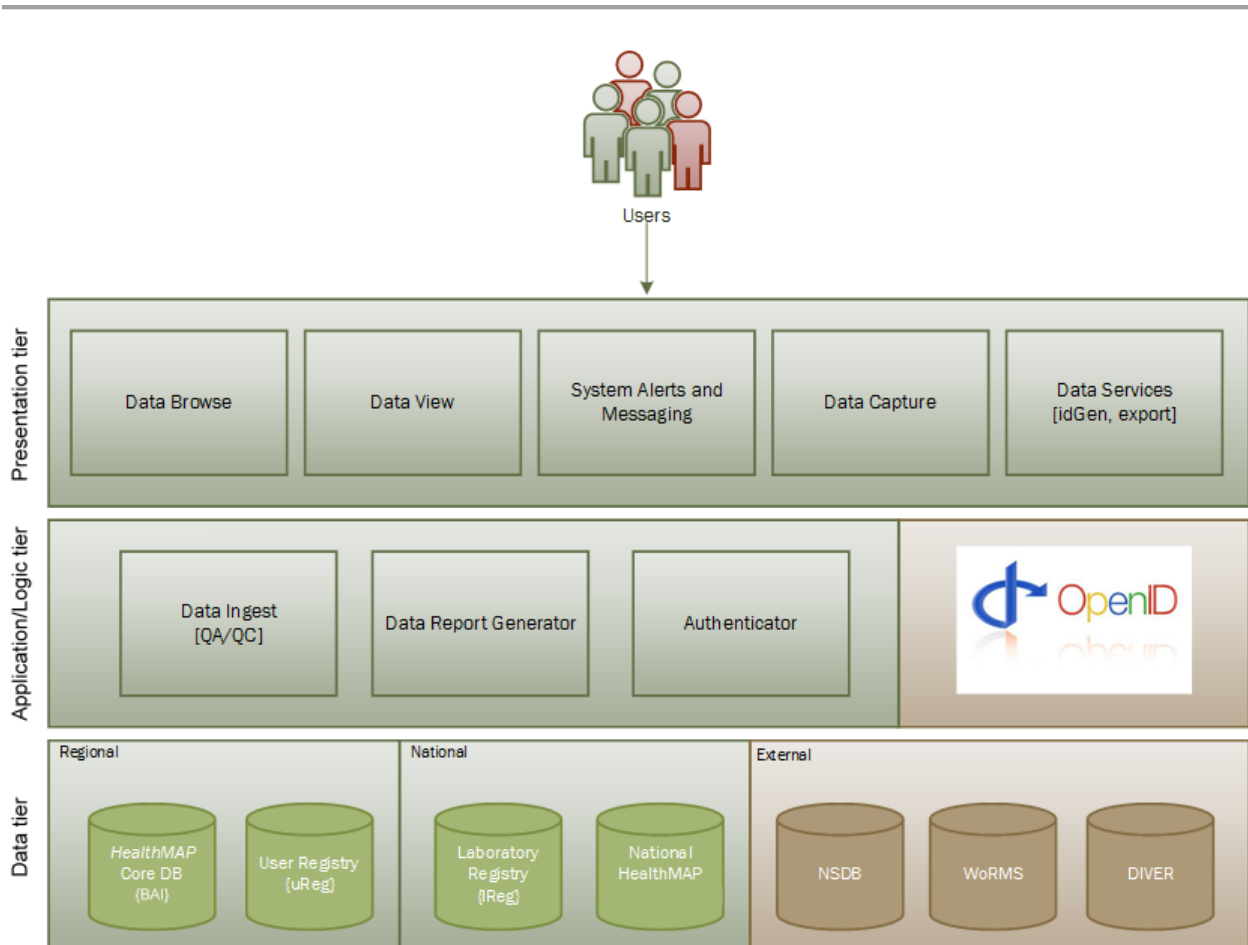 Users
Presentation tier
Data Browse
Data View
System Alerts and
Messaging
Data Capture
Data Services
[idGen, export]
Application/Logic tier
Data Ingest
[QA/QC]
Data Report Generator
Authenticator
OpenID
Data tier
Regional
HealthMAP
Core DB
{BAI}
User Registry
{uReg}
National
Laboratory
Registry
{lReg}
National
HealthMAP
External
NSDB
WoRMS
DIVER